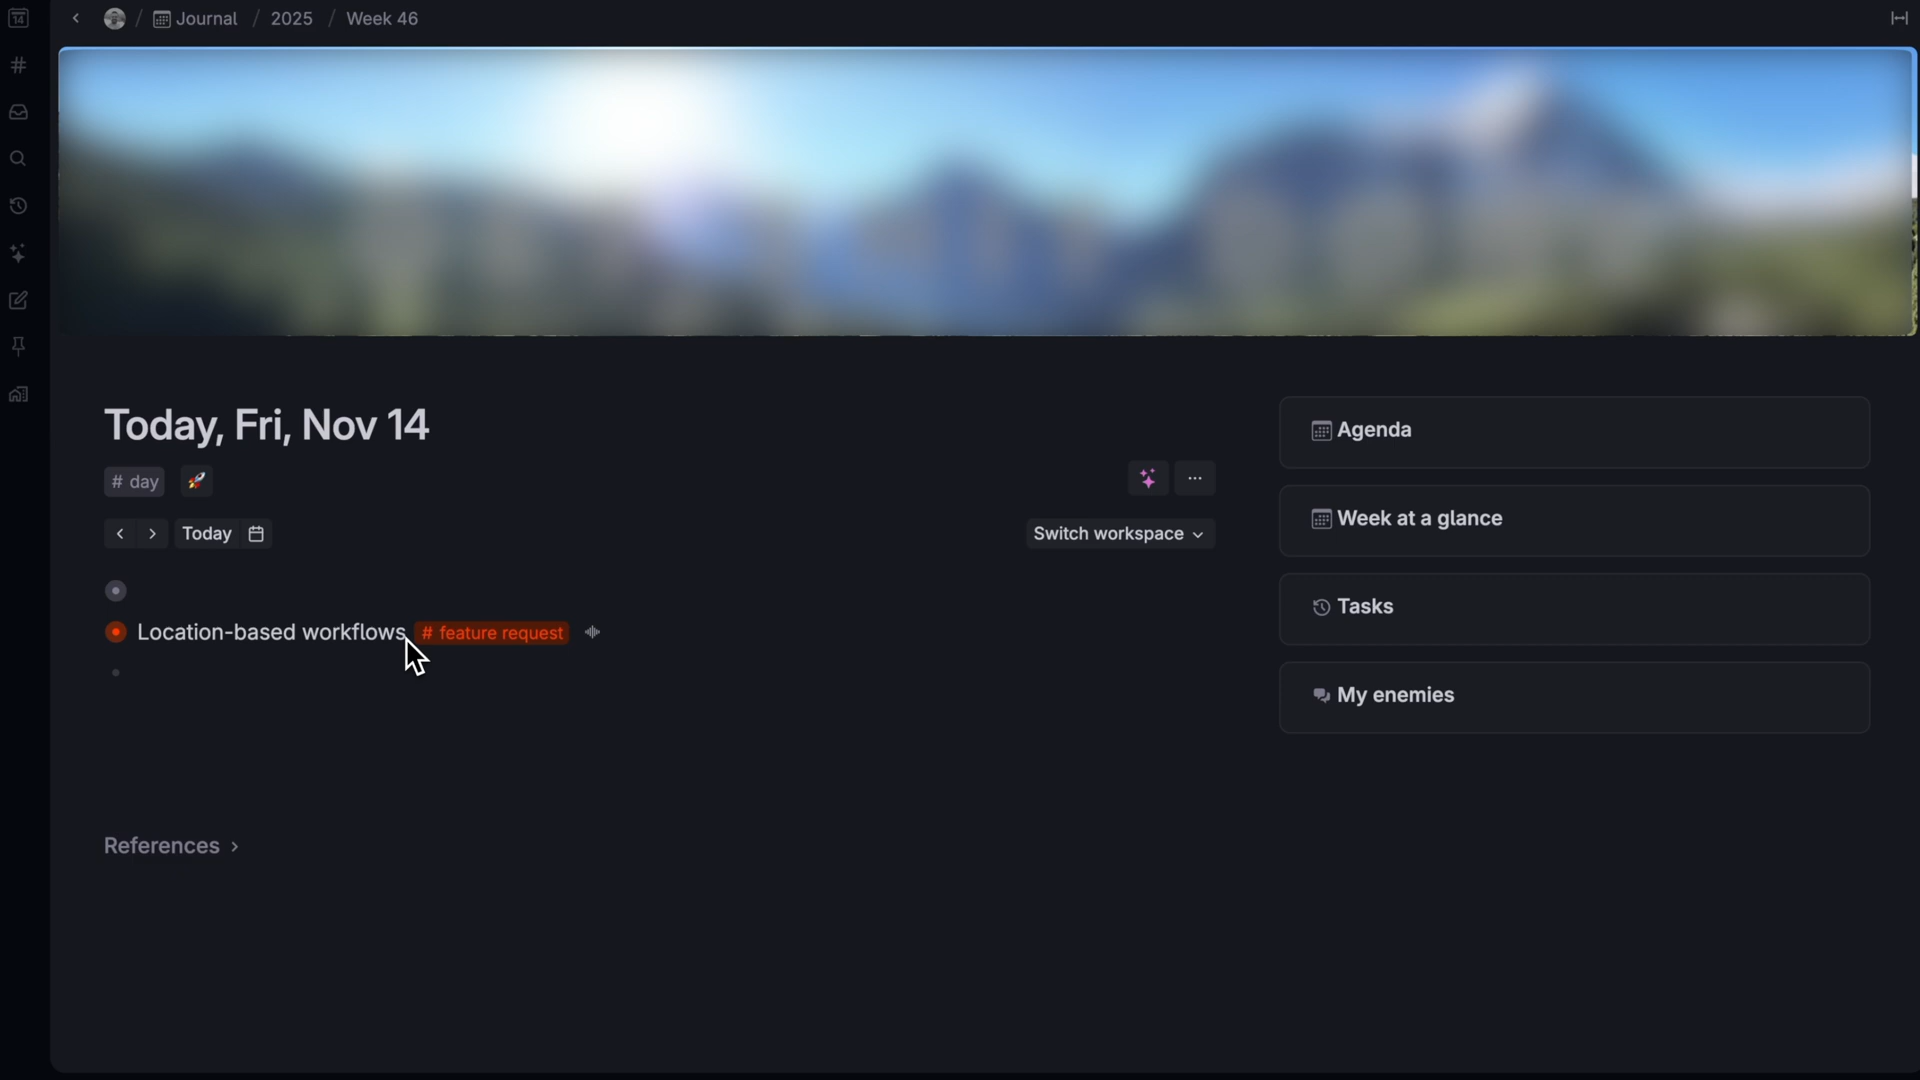 14
Journal / 2025 / Week 46
Today, Fri, Nov 14
# day
Today
Switch workspace
Location-based workflows # feature request
References
Agenda
Week at a glance
Tasks
My enemies